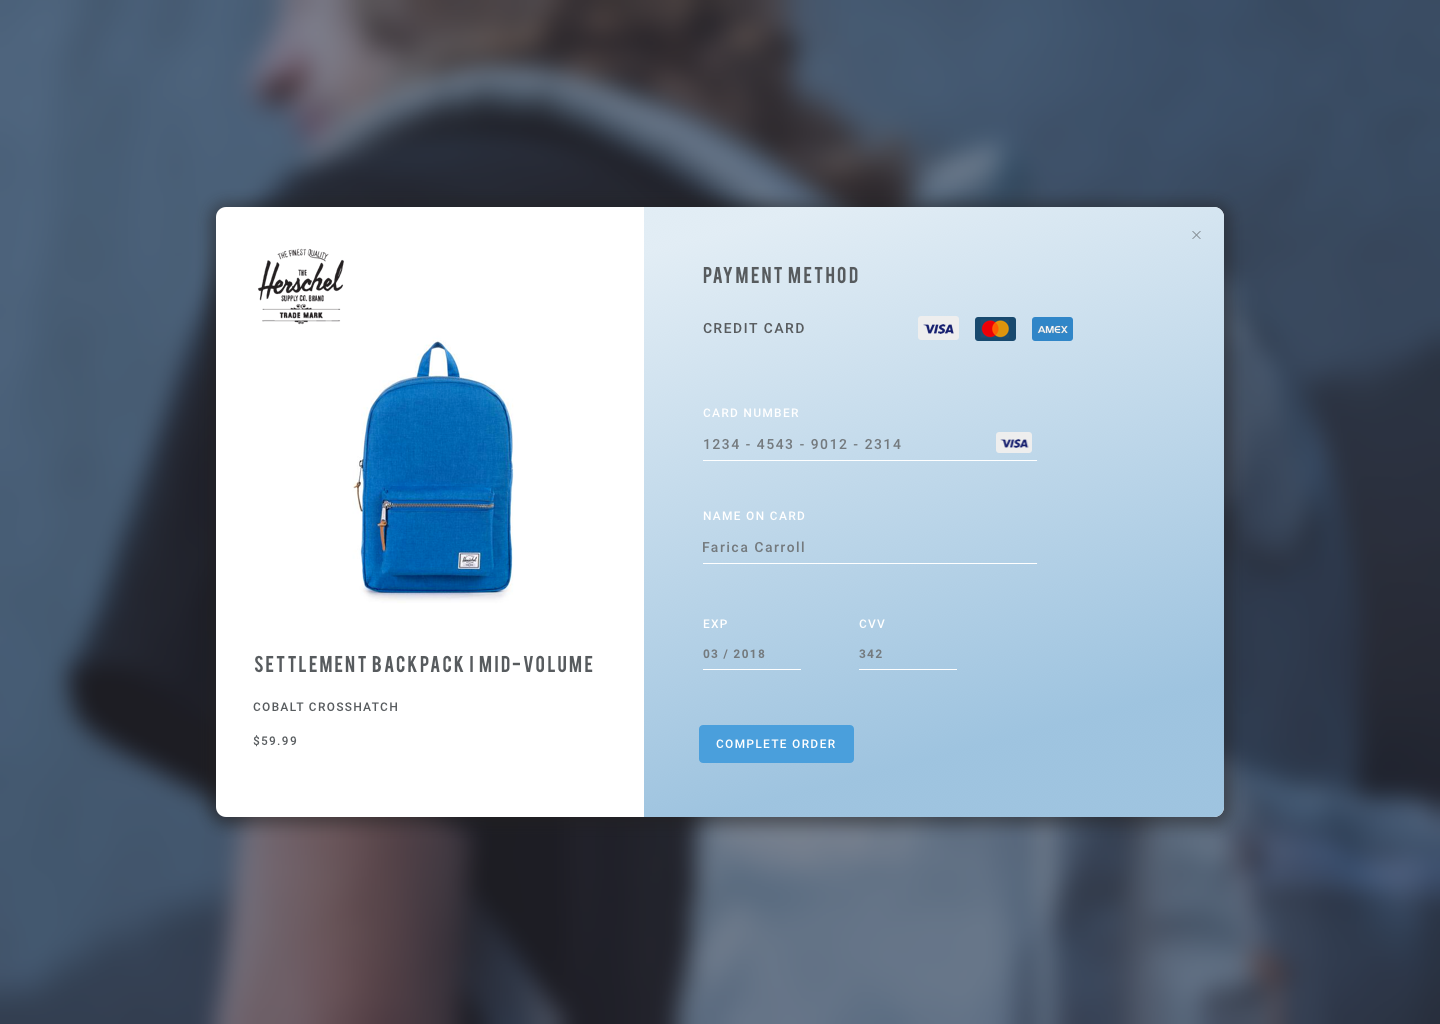 THE FINEST QUALITY
THE
Herschel
SUPPLY CO. BRAND
TRADE MARK
SETTLEMENT BACKPACK | MID-VOLUME
COBALT CROSSHATCH
$59.99
×
PAYMENT METHOD
CREDIT CARD VISA AMEX
CARD NUMBER
1234 - 4543 - 9012 - 2314 VISA
NAME ON CARD
Farica Carroll
EXP CVV
03 / 2018 342
COMPLETE ORDER